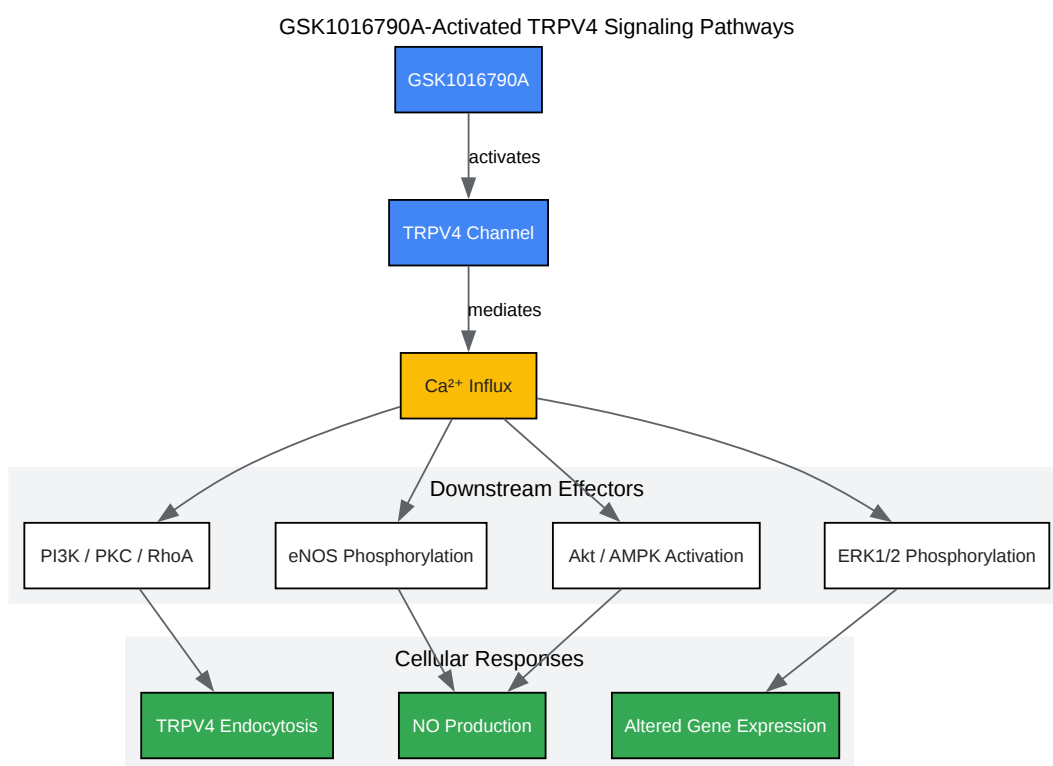 GSK1016790A-Activated TRPV4 Signaling Pathways
GSK1016790A
activates
TRPV4 Channel
mediates
Ca²⁺ Influx
Downstream Effectors
PI3K / PKC / RhoA
eNOS Phosphorylation
Akt / AMPK Activation
ERK1/2 Phosphorylation
Cellular Responses
TRPV4 Endocytosis
NO Production
Altered Gene Expression